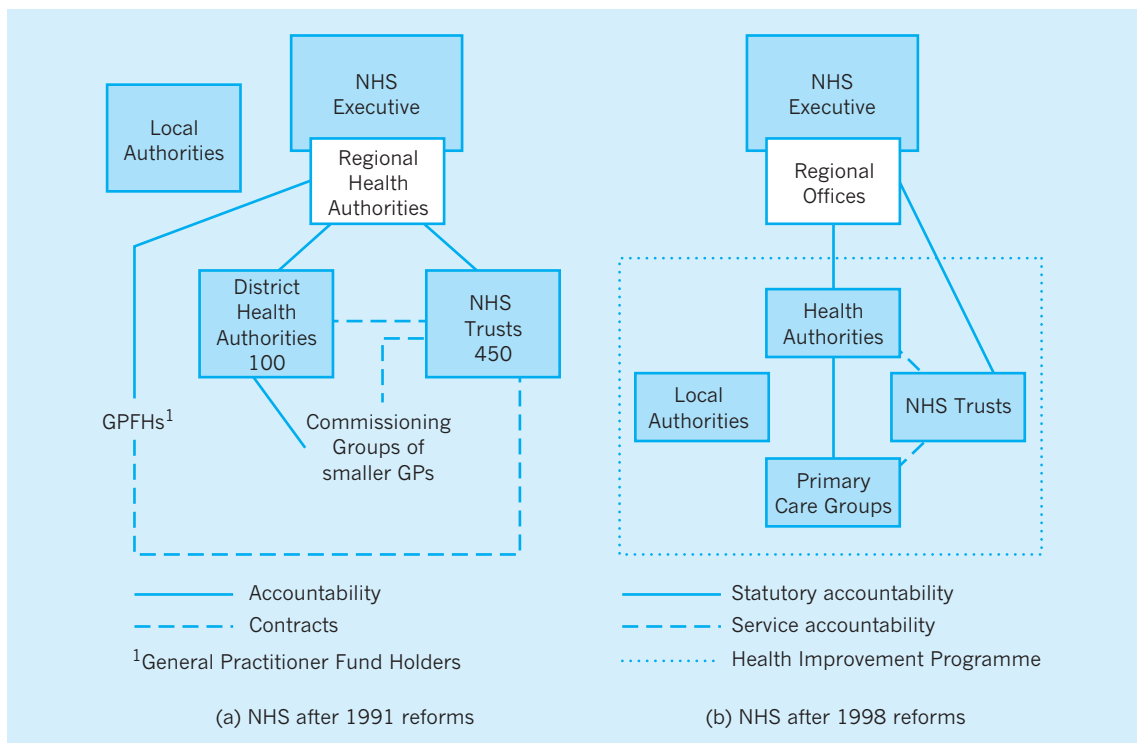 NHS
Executive
Local
Authorities
Regional
Health
Authorities
District
Health
Authorities
100
NHS
Trusts
450
GPFHs1
Commissioning
Groups of
smaller GPs
Accountability
Contracts
1General Practitioner Fund Holders
(a) NHS after 1991 reforms
NHS
Executive
Regional
Offices
Health
Authorities
Local
Authorities
NHS Trusts
Primary
Care Groups
Statutory accountability
Service accountability
Health Improvement Programme
(b) NHS after 1998 reforms